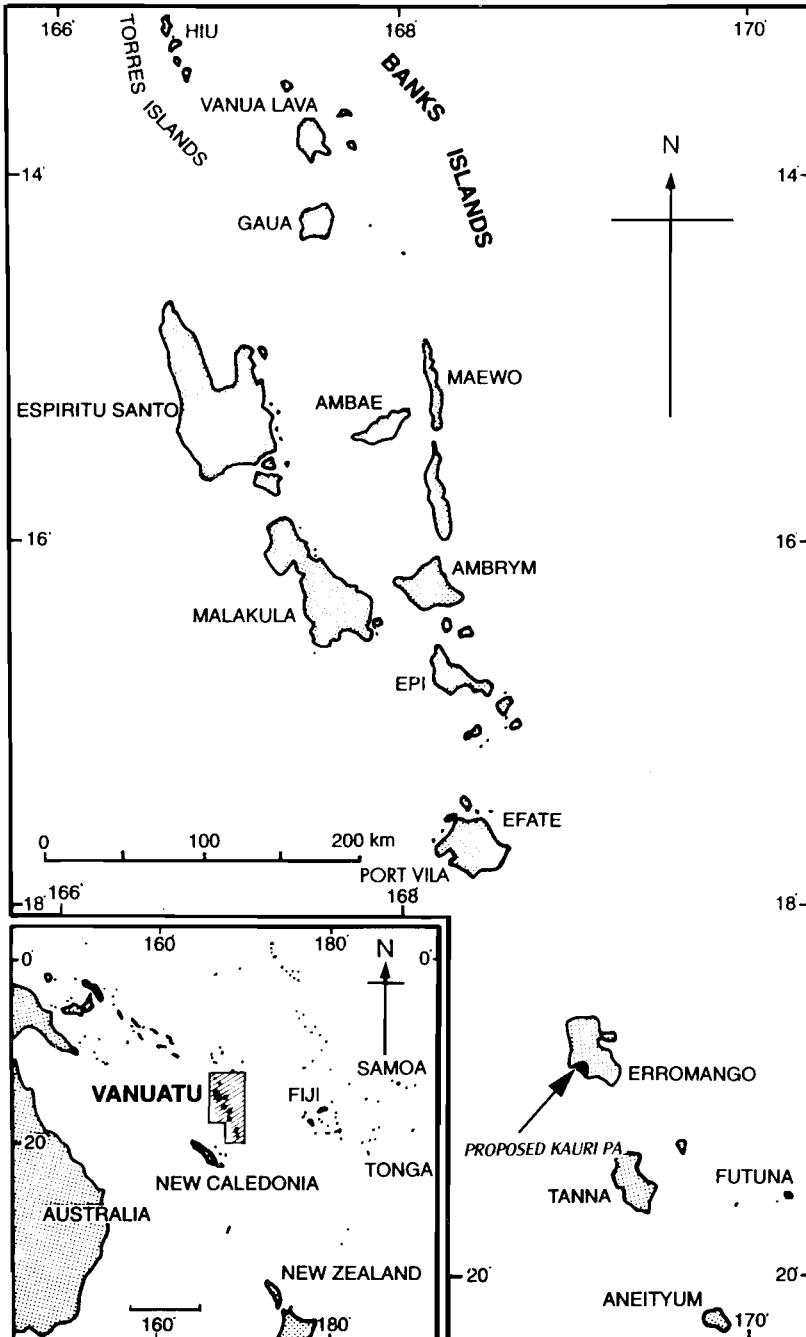 166°
168°
170°
TORRES ISLANDS
HIU
BANKS ISLANDS
VANUA LAVA
N
14°
14°
GAUA
MAEWO
AMBAE
ESPIRITU SANTO
16°
16°
AMBRYM
MALAKULA
EPI
EFATE
0 100 200 km
PORT VILA
18°
166°
168°
18°
160°
180°
N
0°
0°
SAMOA
VANUATU
FIJI
20°
TONGA
NEW CALEDONIA
AUSTRALIA
NEW ZEALAND
160°
180°
ERROMANGO
PROPOSED KAURI PA
FUTUNA
TANNA
20°
20°
ANEITYUM
170°